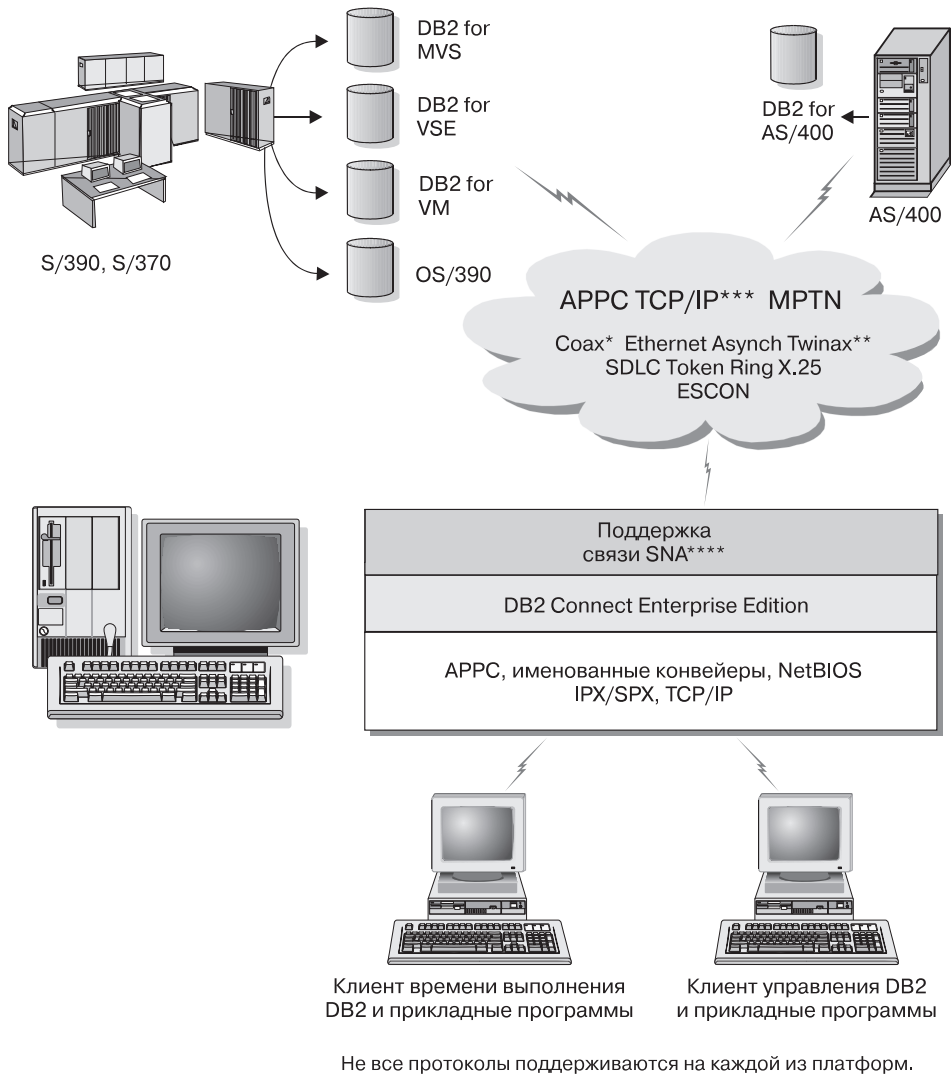 DB2 for
MVS
DB2 for
VSE
DB2 for
VM
OS/390
S/390, S/370
DB2 for
AS/400
AS/400
APPC TCP/IP*** MPTN
Coax* Ethernet Asynch Twinax**
SDLC Token Ring X.25
ESCON
Поддержка
связи SNA****
DB2 Connect Enterprise Edition
APPC, именованные конвейеры, NetBIOS
IPX/SPX, TCP/IP
Клиент времени выполнения
DB2 и прикладные программы
Клиент управления DB2
и прикладные программы
Не все протоколы поддерживаются на каждой из платформ.